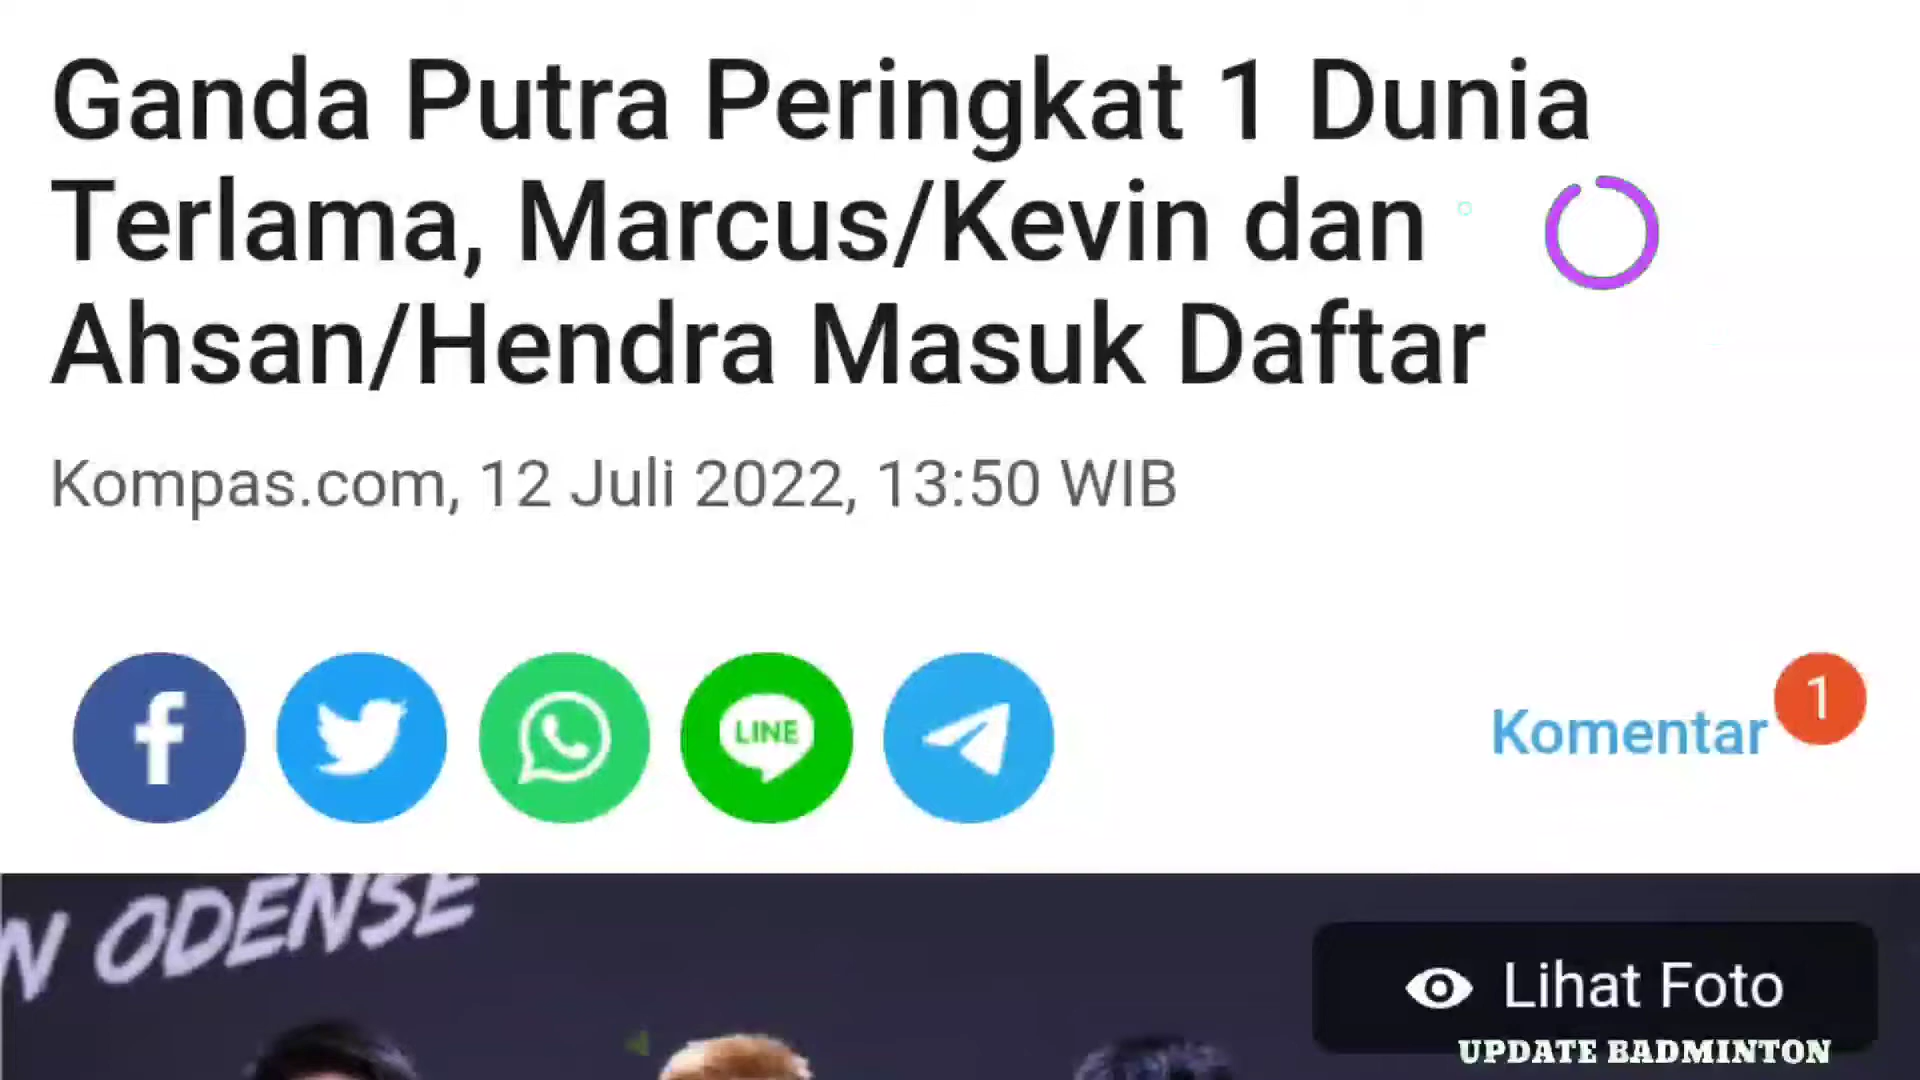 Ganda Putra Peringkat 1 Dunia
Terlama, Marcus/Kevin dan
Ahsan/Hendra Masuk Daftar
Kompas.com, 12 Juli 2022, 13:50 WIB
LINE
Komentar 1
N ODENSE
Lihat Foto
UPDATE BADMINTON